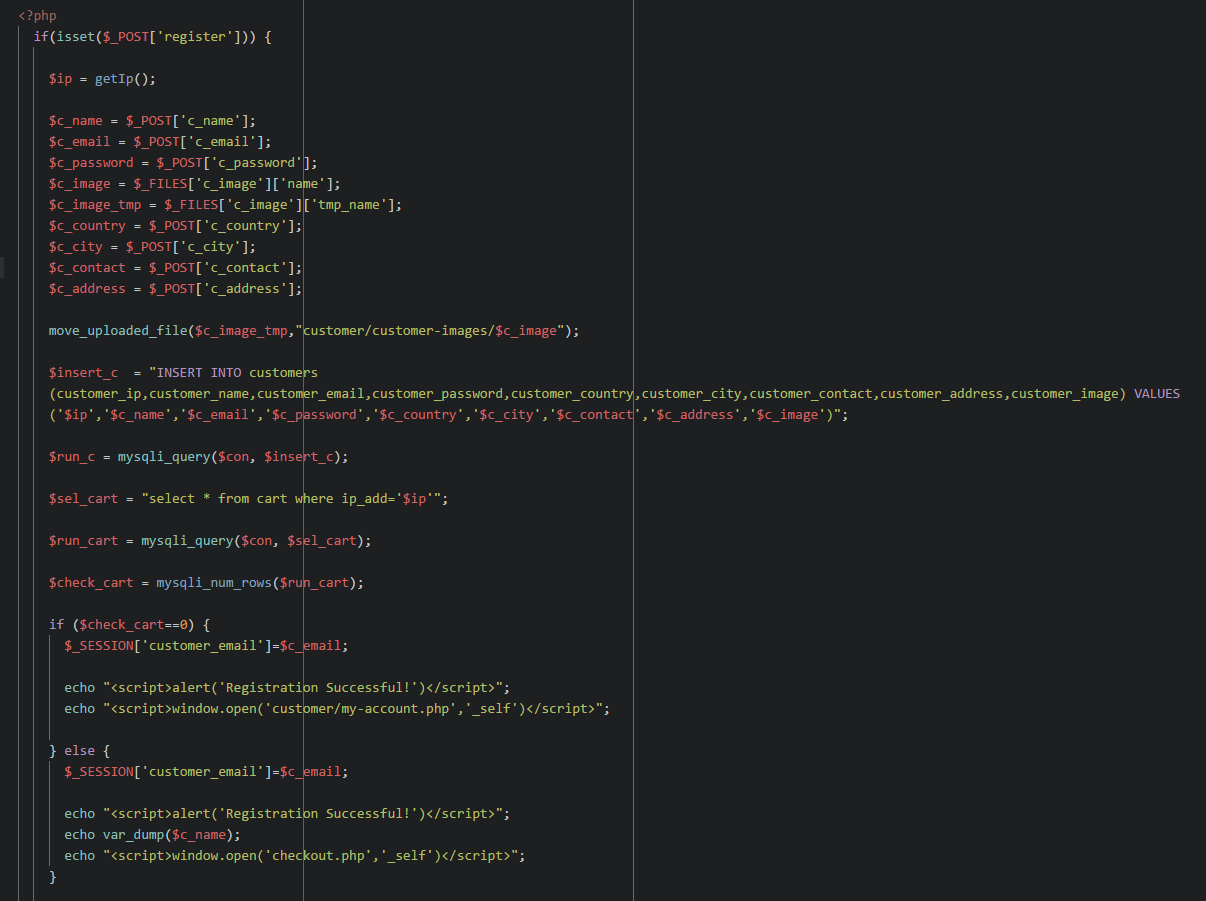 <?php
if(isset($_POST['register'])) {
$ip = getIp();
$c_name = $_POST['c_name'];
$c_email = $_POST['c_email'];
$c_password = $_POST['c_password'];
$c_image = $_FILES['c_image']['name'];
$c_image_tmp = $_FILES['c_image']['tmp_name'];
$c_country = $_POST['c_country'];
$c_city = $_POST['c_city'];
$c_contact = $_POST['c_contact'];
$c_address = $_POST['c_address'];
move_uploaded_file($c_image_tmp,"customer/customer-images/$c_image");
$insert_c  = "INSERT INTO customers
(customer_ip,customer_name,customer_email,customer_password,customer_country,customer_city,customer_contact,customer_address,customer_image) VALUES
('$ip','$c_name','$c_email','$c_password','$c_country','$c_city','$c_contact','$c_address','$c_image')";
$run_c = mysqli_query($con, $insert_c);
$sel_cart = "select * from cart where ip_add='$ip'";
$run_cart = mysqli_query($con, $sel_cart);
$check_cart = mysqli_num_rows($run_cart);
if ($check_cart==0) {
$_SESSION['customer_email']=$c_email;
echo "<script>alert('Registration Successful!')</script>";
echo "<script>window.open('customer/my-account.php','_self')</script>";
} else {
$_SESSION['customer_email']=$c_email;
echo "<script>alert('Registration Successful!')</script>";
echo var_dump($c_name);
echo "<script>window.open('checkout.php','_self')</script>";
}